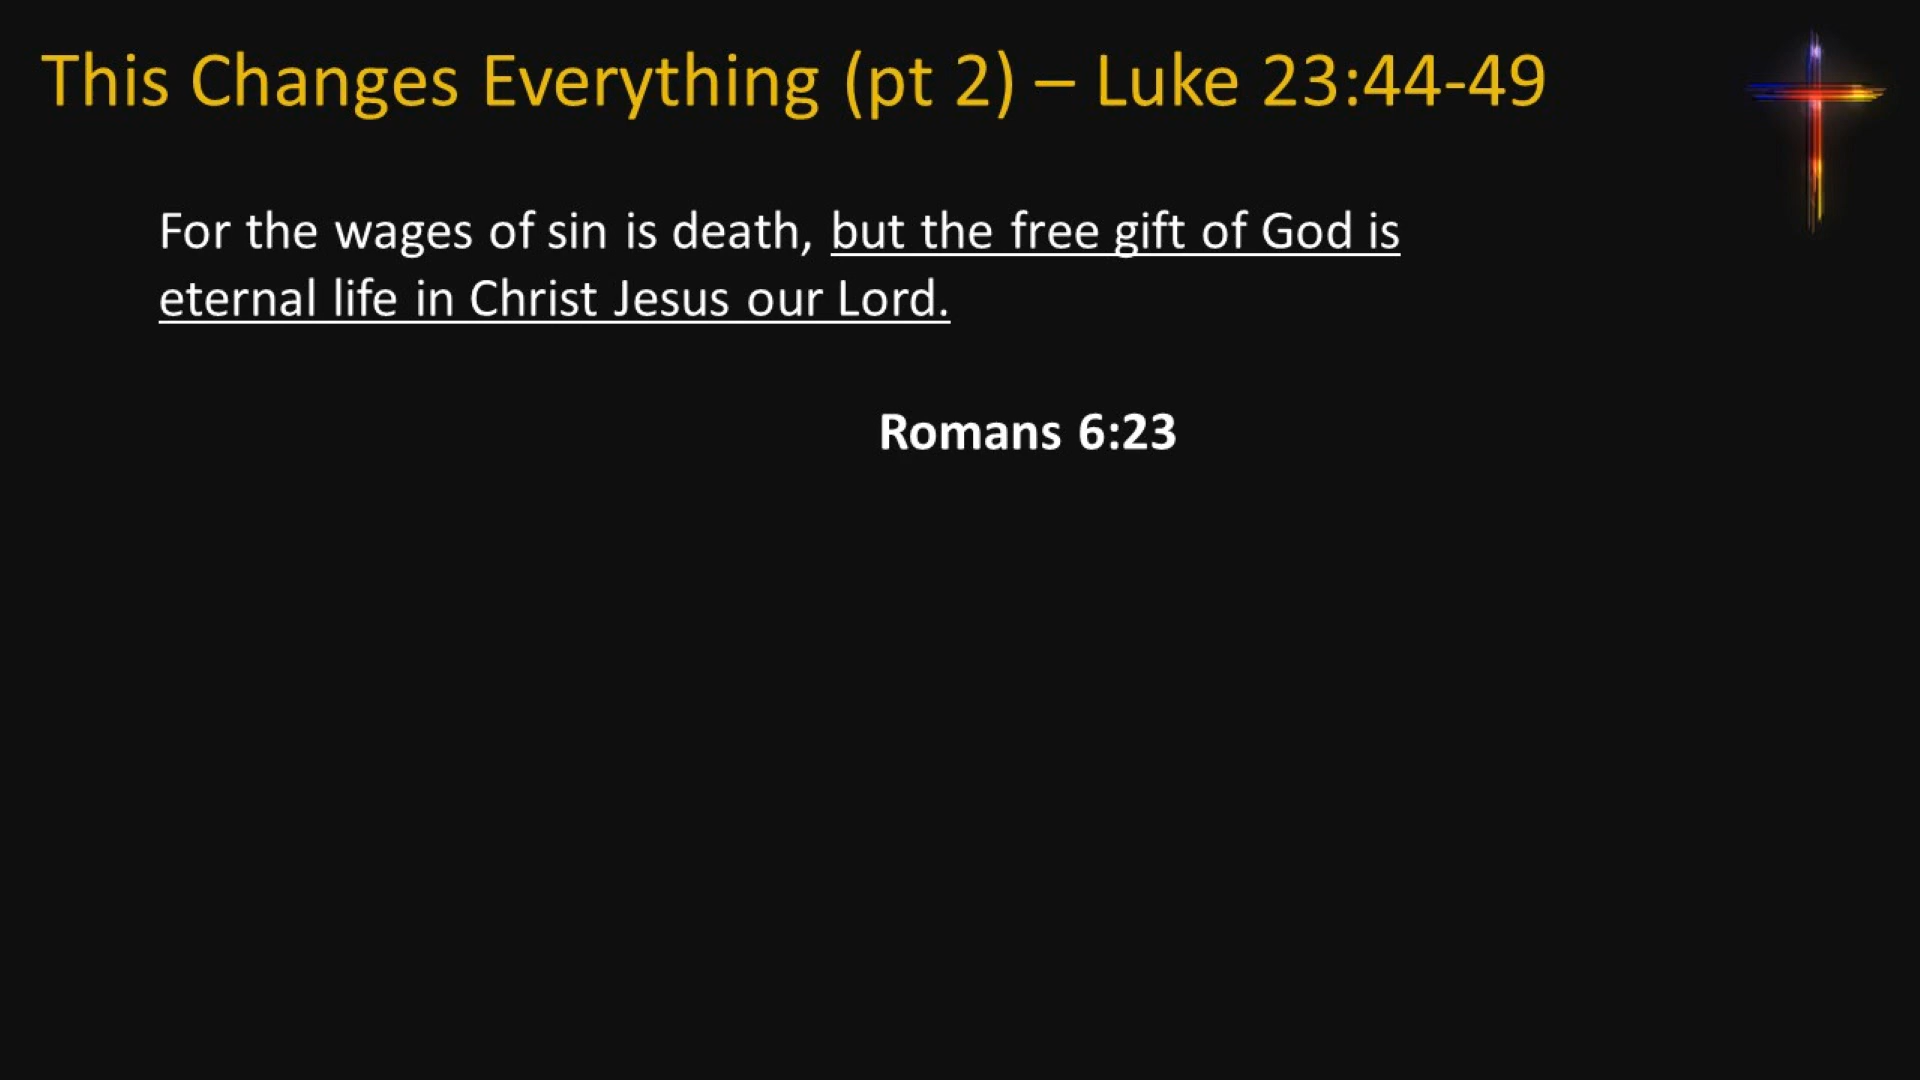 This Changes Everything (pt 2) – Luke 23:44-49
For the wages of sin is death, but the free gift of God is
eternal life in Christ Jesus our Lord.
Romans 6:23